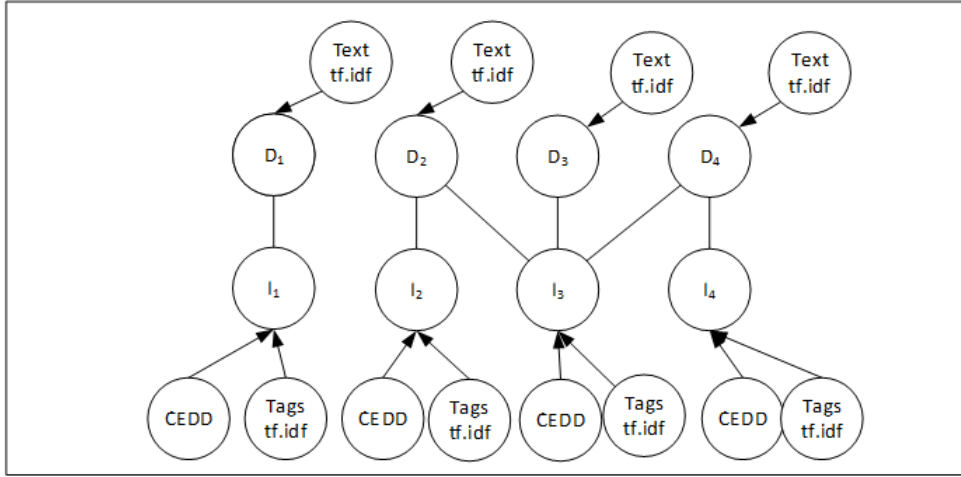 Text
tf.idf
Text
tf.idf
Text
tf.idf
Text
tf.idf
D₁
D₂
D₃
D₄
I₁
I₂
I₃
I₄
CEDD
Tags
tf.idf
CEDD
Tags
tf.idf
CEDD
Tags
tf.idf
CEDD
Tags
tf.idf